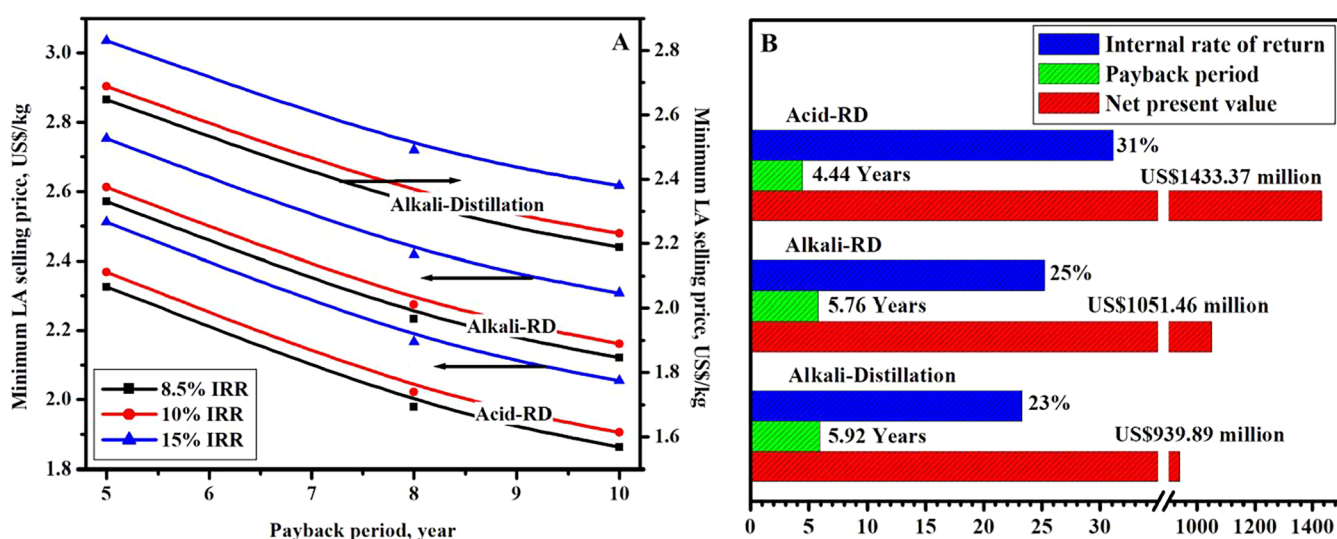 A
Minimum LA selling price, US$/kg
3.0
2.8
2.6
2.4
2.2
2.0
1.8
2.8
2.6
2.4
2.2
2.0
1.8
1.6
Minimum LA selling price, US$/kg
Alkali-Distillation
Alkali-RD
Acid-RD
8.5% IRR
10% IRR
15% IRR
5 6 7 8 9 10
Payback period, year
B
Internal rate of return
Payback period
Net present value
Acid-RD
31%
4.44 Years
US$1433.37 million
Alkali-RD
25%
5.76 Years
US$1051.46 million
Alkali-Distillation
23%
5.92 Years
US$939.89 million
0 5 10 15 20 25 30 1000 1200 1400